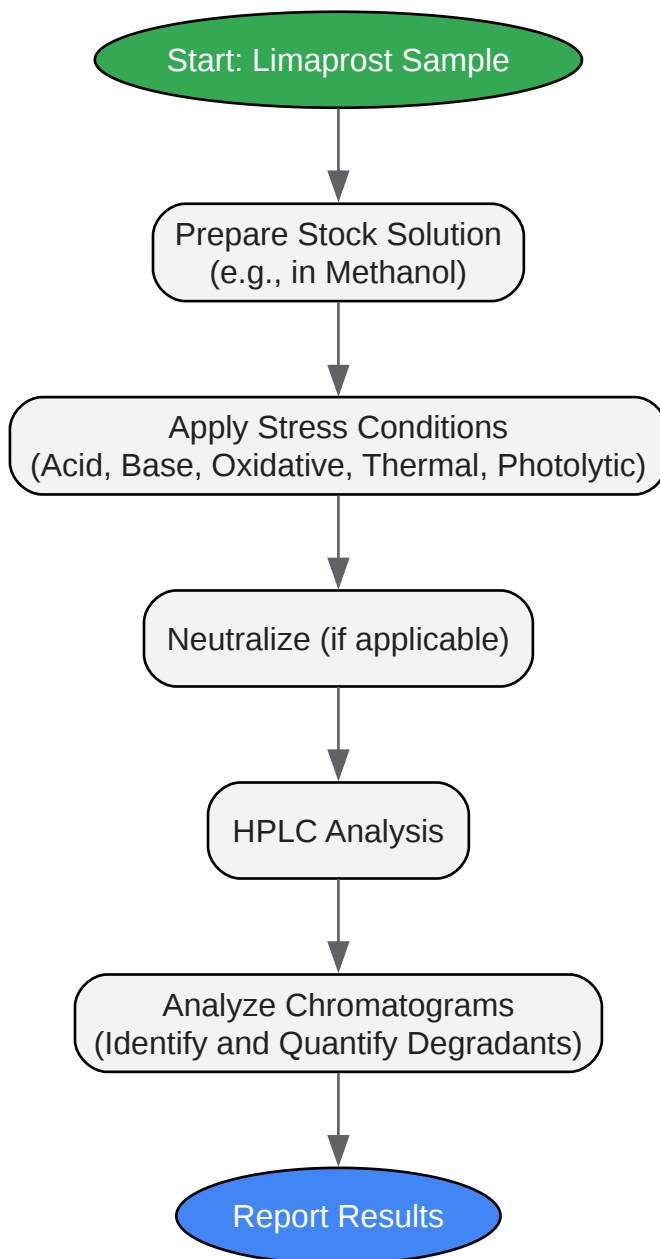 Start: Limaprost Sample
Prepare Stock Solution
(e.g., in Methanol)
Apply Stress Conditions
(Acid, Base, Oxidative, Thermal, Photolytic)
Neutralize (if applicable)
HPLC Analysis
Analyze Chromatograms
(Identify and Quantify Degradants)
Report Results